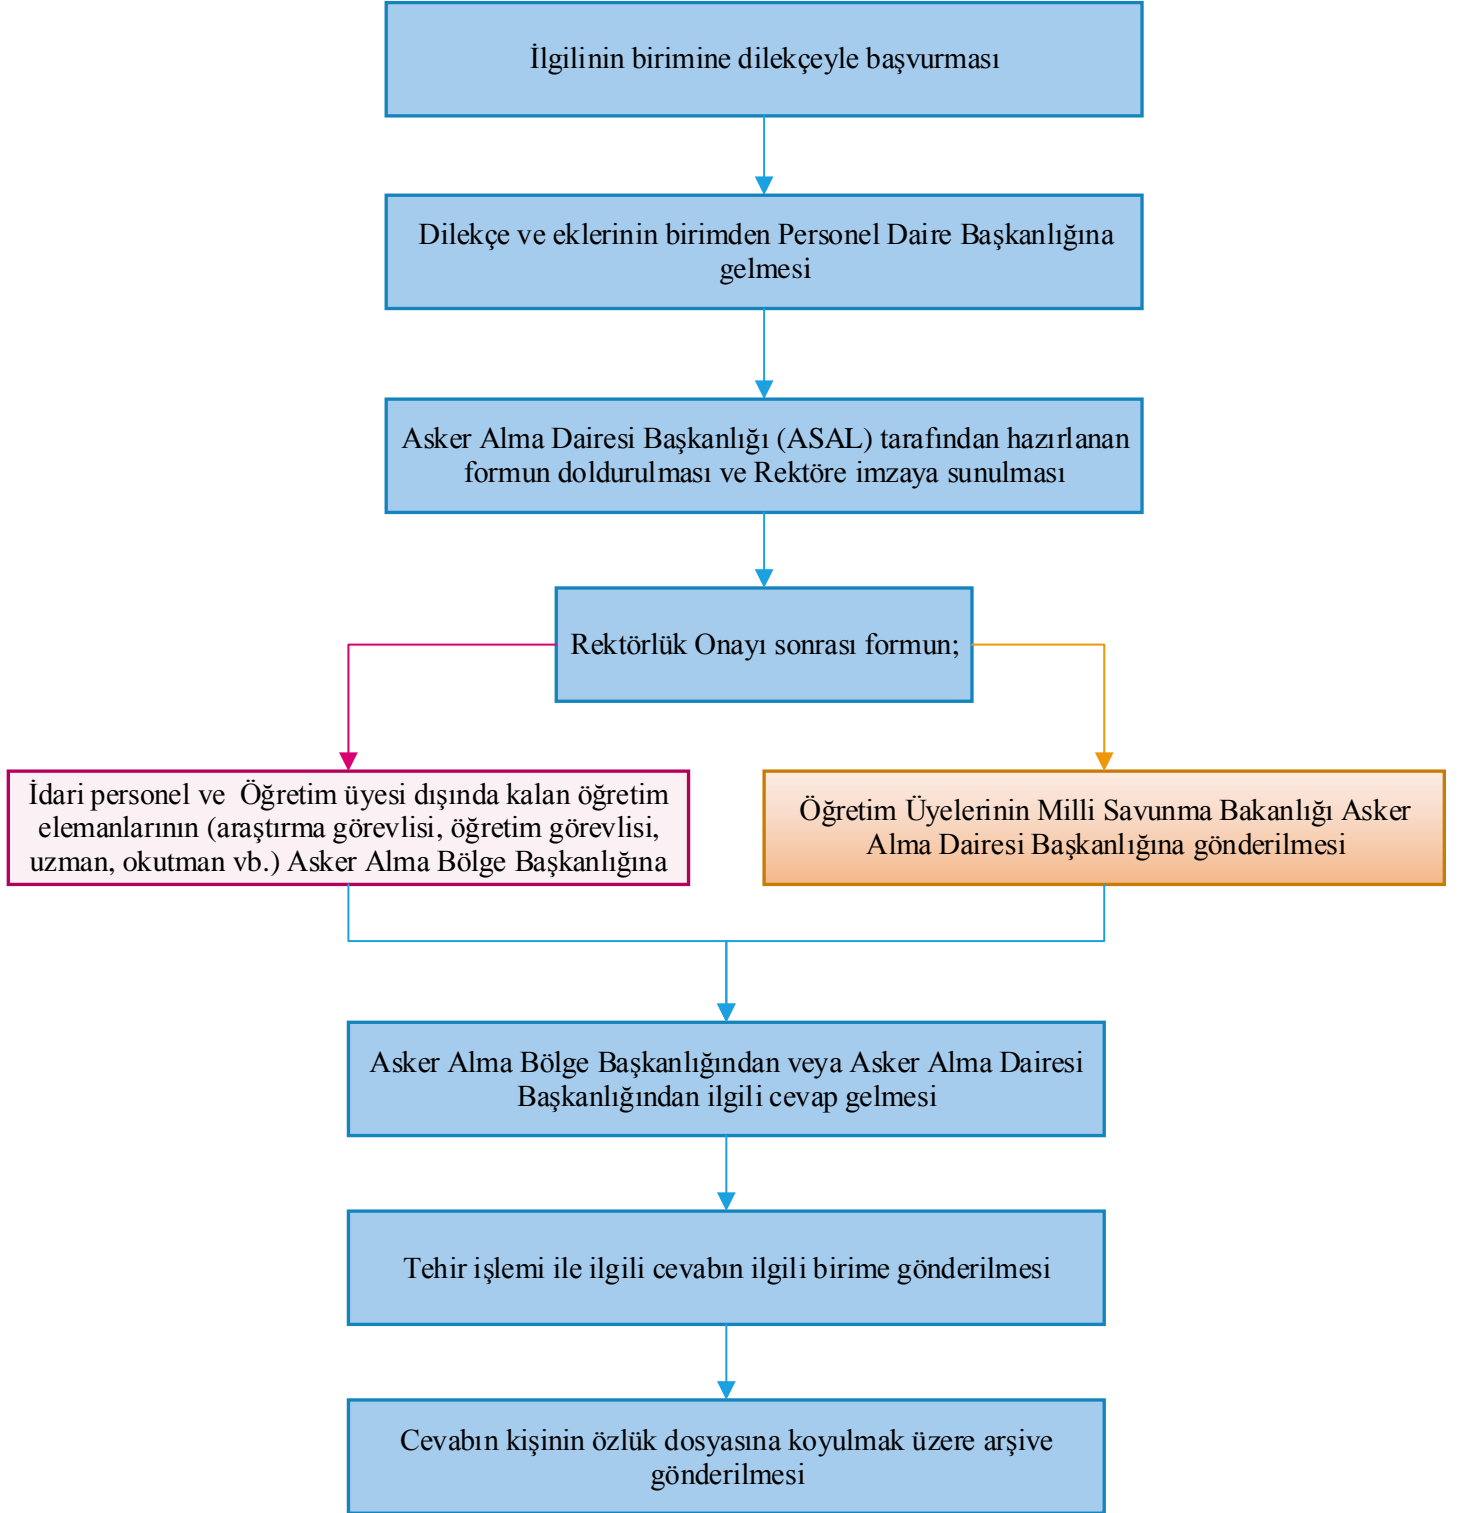 İlgilinin birimine dilekçeyle başvurması
Dilekçe ve eklerinin birimden Personel Daire Başkanlığına
gelmesi
Asker Alma Dairesi Başkanlığı (ASAL) tarafından hazırlanan
formun doldurulması ve Rektöre imzaya sunulması
Rektörlük Onayı sonrası formun;
İdari personel ve Öğretim üyesi dışında kalan öğretim
elemanlarının (araştırma görevlisi, öğretim görevlisi,
uzman, okutman vb.) Asker Alma Bölge Başkanlığına
Öğretim Üyelerinin Milli Savunma Bakanlığı Asker
Alma Dairesi Başkanlığına gönderilmesi
Asker Alma Bölge Başkanlığından veya Asker Alma Dairesi
Başkanlığından ilgili cevap gelmesi
Tehir işlemi ile ilgili cevabın ilgili birime gönderilmesi
Cevabın kişinin özlük dosyasına koyulmak üzere arşive
gönderilmesi